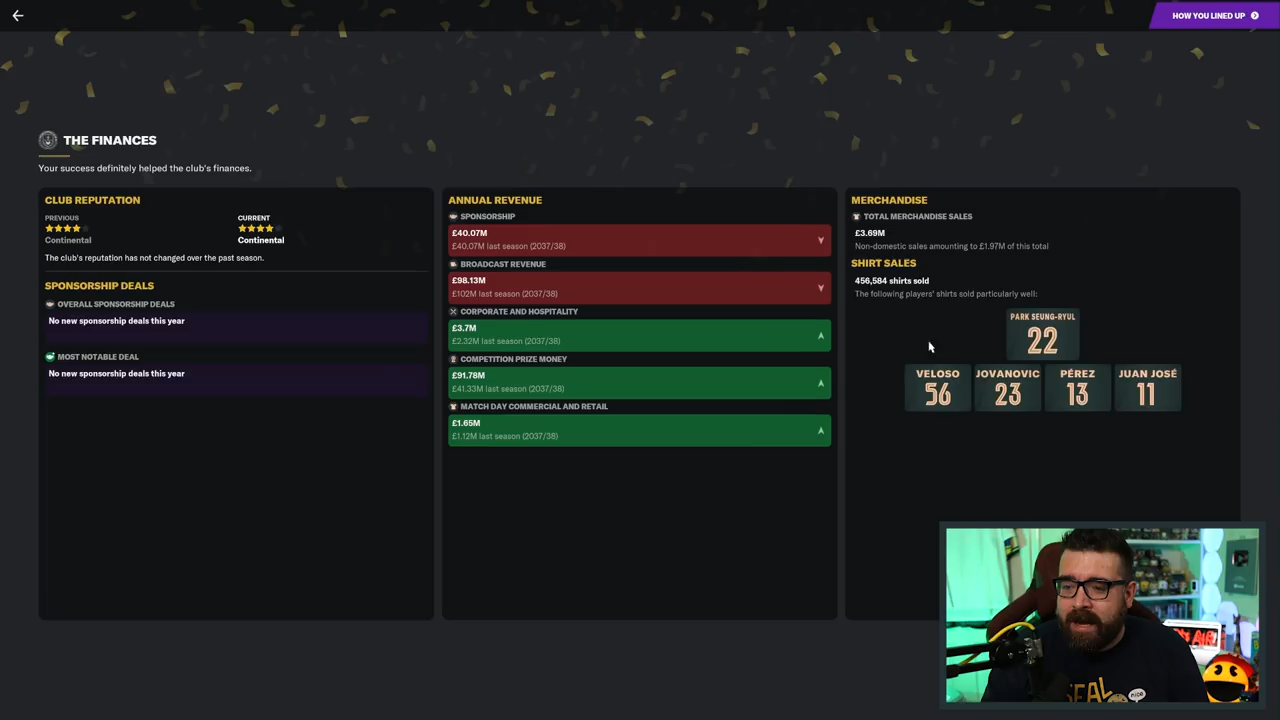 HOW YOU LINED UP
THE FINANCES
Your success definitely helped the club's finances.
CLUB REPUTATION
PREVIOUS
Continental
CURRENT
Continental
The club's reputation has not changed over the past season.
SPONSORSHIP DEALS
OVERALL SPONSORSHIP DEALS
No new sponsorship deals this year
MOST NOTABLE DEAL
No new sponsorship deals this year
ANNUAL REVENUE
SPONSORSHIP
£40.07M
£40.07M last season (2037/38)
BROADCAST REVENUE
£98.13M
£102M last season (2037/38)
CORPORATE AND HOSPITALITY
£3.7M
£2.32M last season (2037/38)
COMPETITION PRIZE MONEY
£91.78M
£41.33M last season (2037/38)
MATCH DAY COMMERCIAL AND RETAIL
£1.65M
£1.12M last season (2037/38)
MERCHANDISE
TOTAL MERCHANDISE SALES
£3.69M
Non-domestic sales amounting to £1.97M of this total
SHIRT SALES
456,584 shirts sold
The following players' shirts sold particularly well:
PARK SEUNG-RYUL
22
VELOSO
56
JOVANOVIC
23
PÉREZ
13
JUAN JOSÉ
11
nice